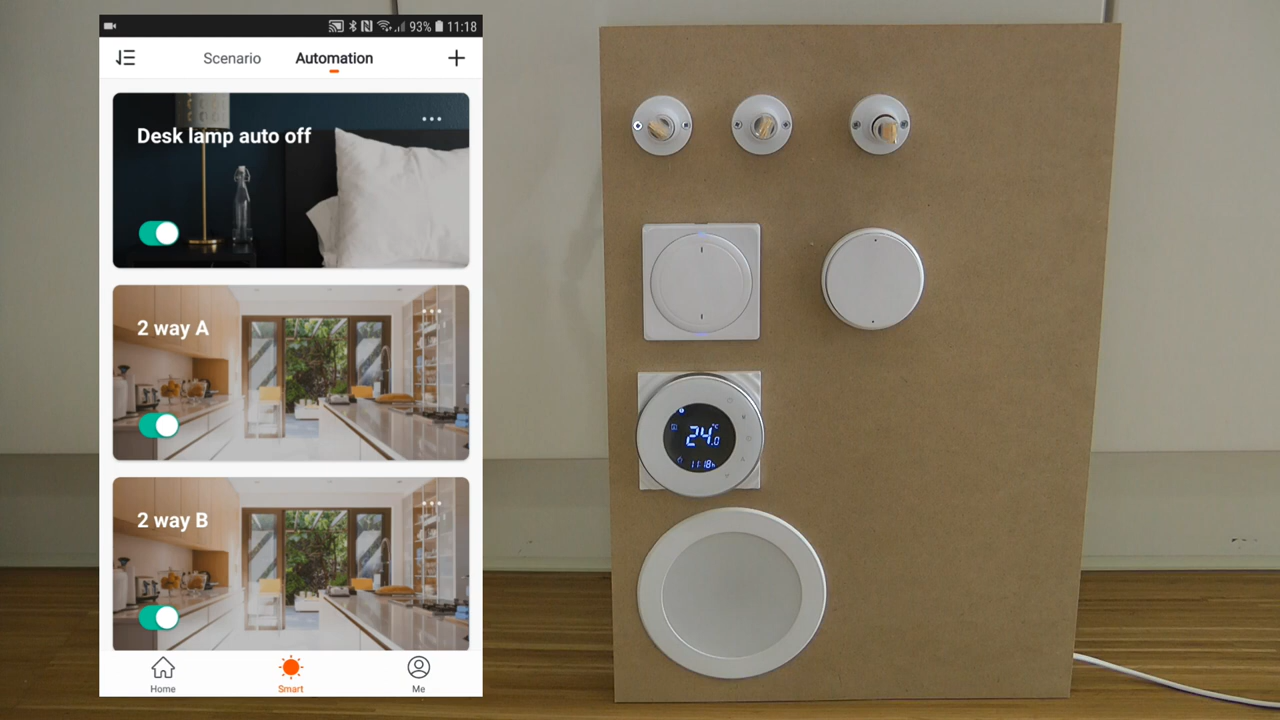 93% 11:18
Scenario Automation
Desk lamp auto off
2 way A
2 way B
Home Smart Me
24.0 °C
11:18h